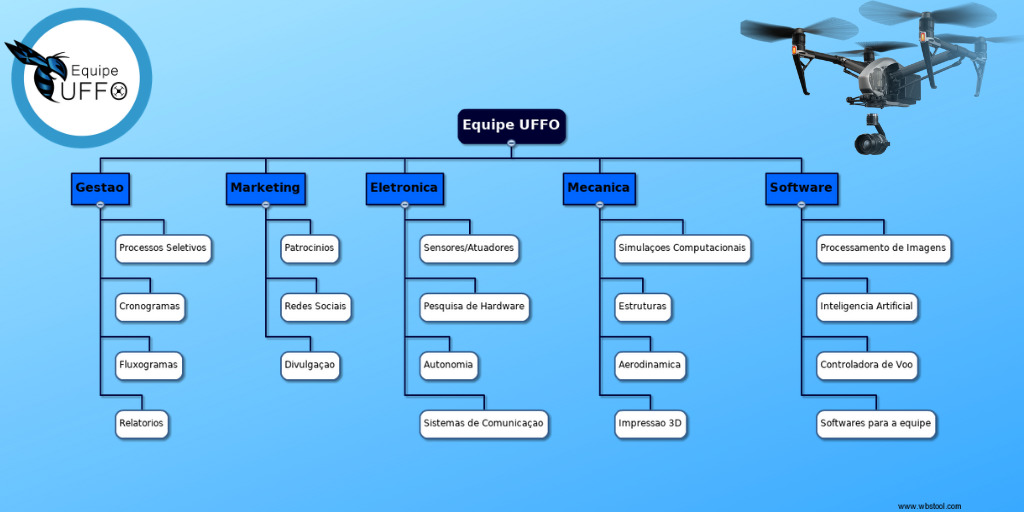 Equipe
UFFO
Equipe UFFO
Gestao
Marketing
Eletronica
Mecanica
Software
Processos Seletivos
Patrocinios
Sensores/Atuadores
Simulaçoes Computacionais
Processamento de Imagens
Cronogramas
Redes Sociais
Pesquisa de Hardware
Estruturas
Inteligencia Artificial
Fluxogramas
Divulgaçao
Autonomia
Aerodinamica
Controladora de Voo
Relatorios
Sistemas de Comunicaçao
Impressao 3D
Softwares para a equipe
www.wbstool.com